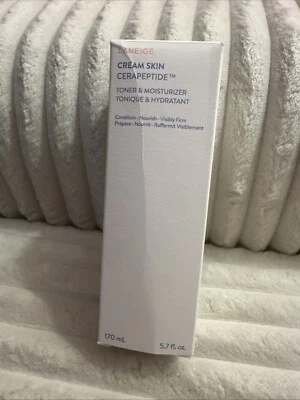 LANEIGE
CREAM SKIN
CERAPEPTIDE™
TONER & MOISTURIZER
TONIQUE & HYDRATANT
Condition · Nourish · Visibly Firm
Prépare · Nourrit · Raffermit Visiblement
170 mL
5.7 fl. oz.